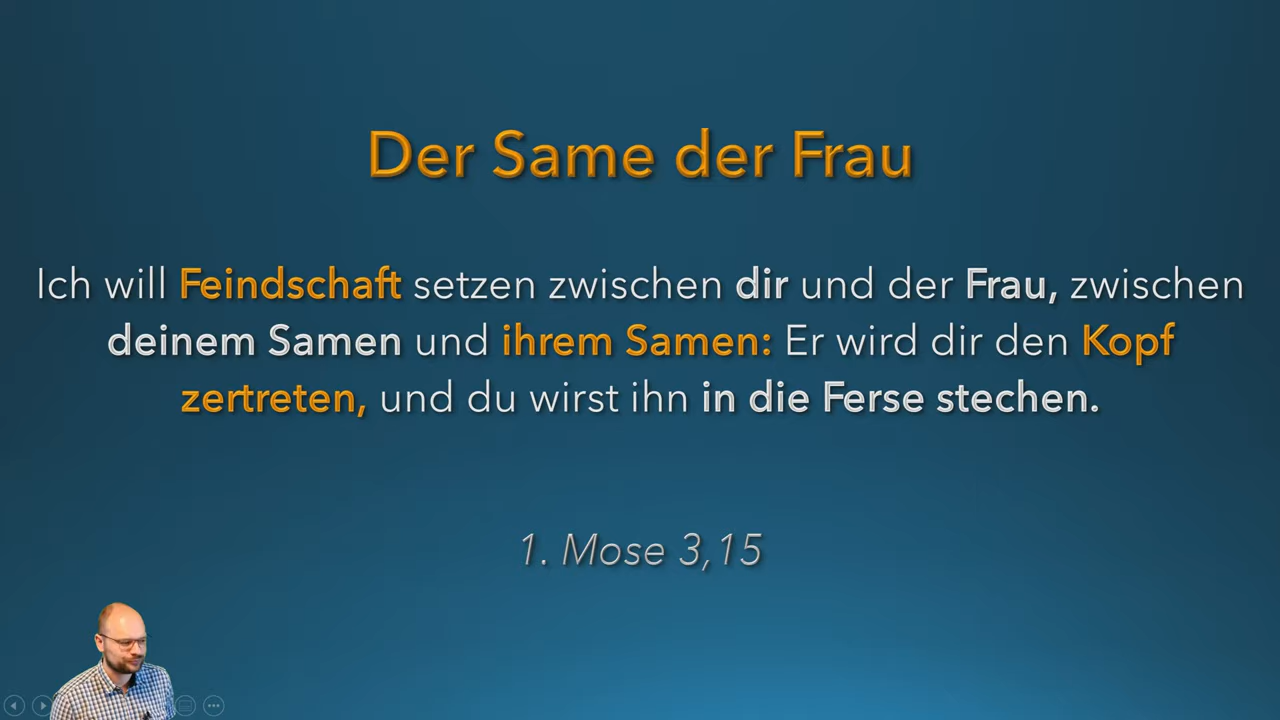 Der Same der Frau
Ich will Feindschaft setzen zwischen dir und der Frau, zwischen
deinem Samen und ihrem Samen: Er wird dir den Kopf
zertreten, und du wirst ihn in die Ferse stechen.
1. Mose 3,15